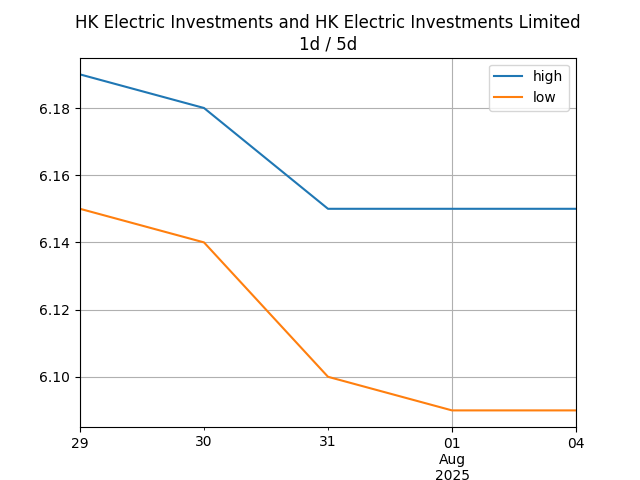 HK Electric Investments and HK Electric Investments Limited
1d / 5d
high
low
6.18
6.16
6.14
6.12
6.10
29
30
31
01
04
Aug
2025